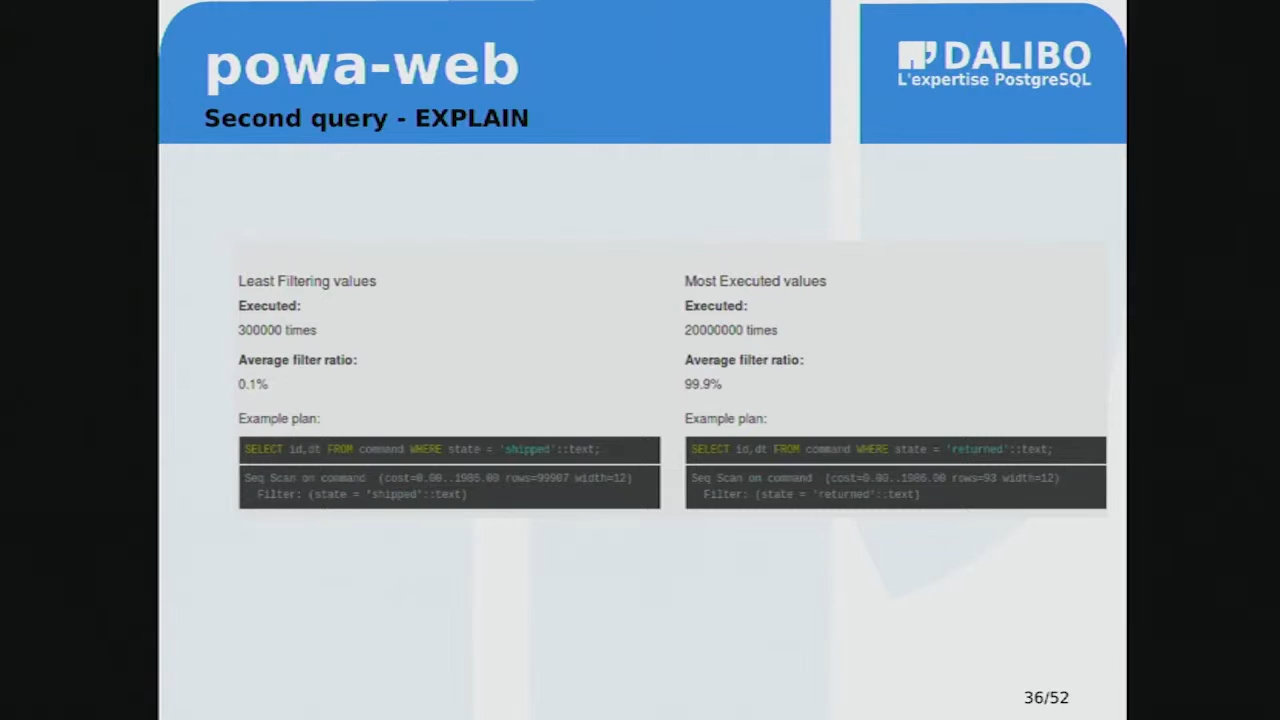 powa-web
Second query - EXPLAIN
DALIBO
L'expertise PostgreSQL
Least Filtering values
Executed:
300000 times
Average filter ratio:
0.1%
Example plan:
SELECT id,dt FROM command WHERE state = 'shipped'::text;
Seq Scan on command (cost=0.00..1986.00 rows=99907 width=12)
Filter: (state = 'shipped'::text)
Most Executed values
Executed:
20000000 times
Average filter ratio:
99.9%
Example plan:
SELECT id,dt FROM command WHERE state = 'returned'::text;
Seq Scan on command (cost=0.00..1986.00 rows=93 width=12)
Filter: (state = 'returned'::text)
36/52